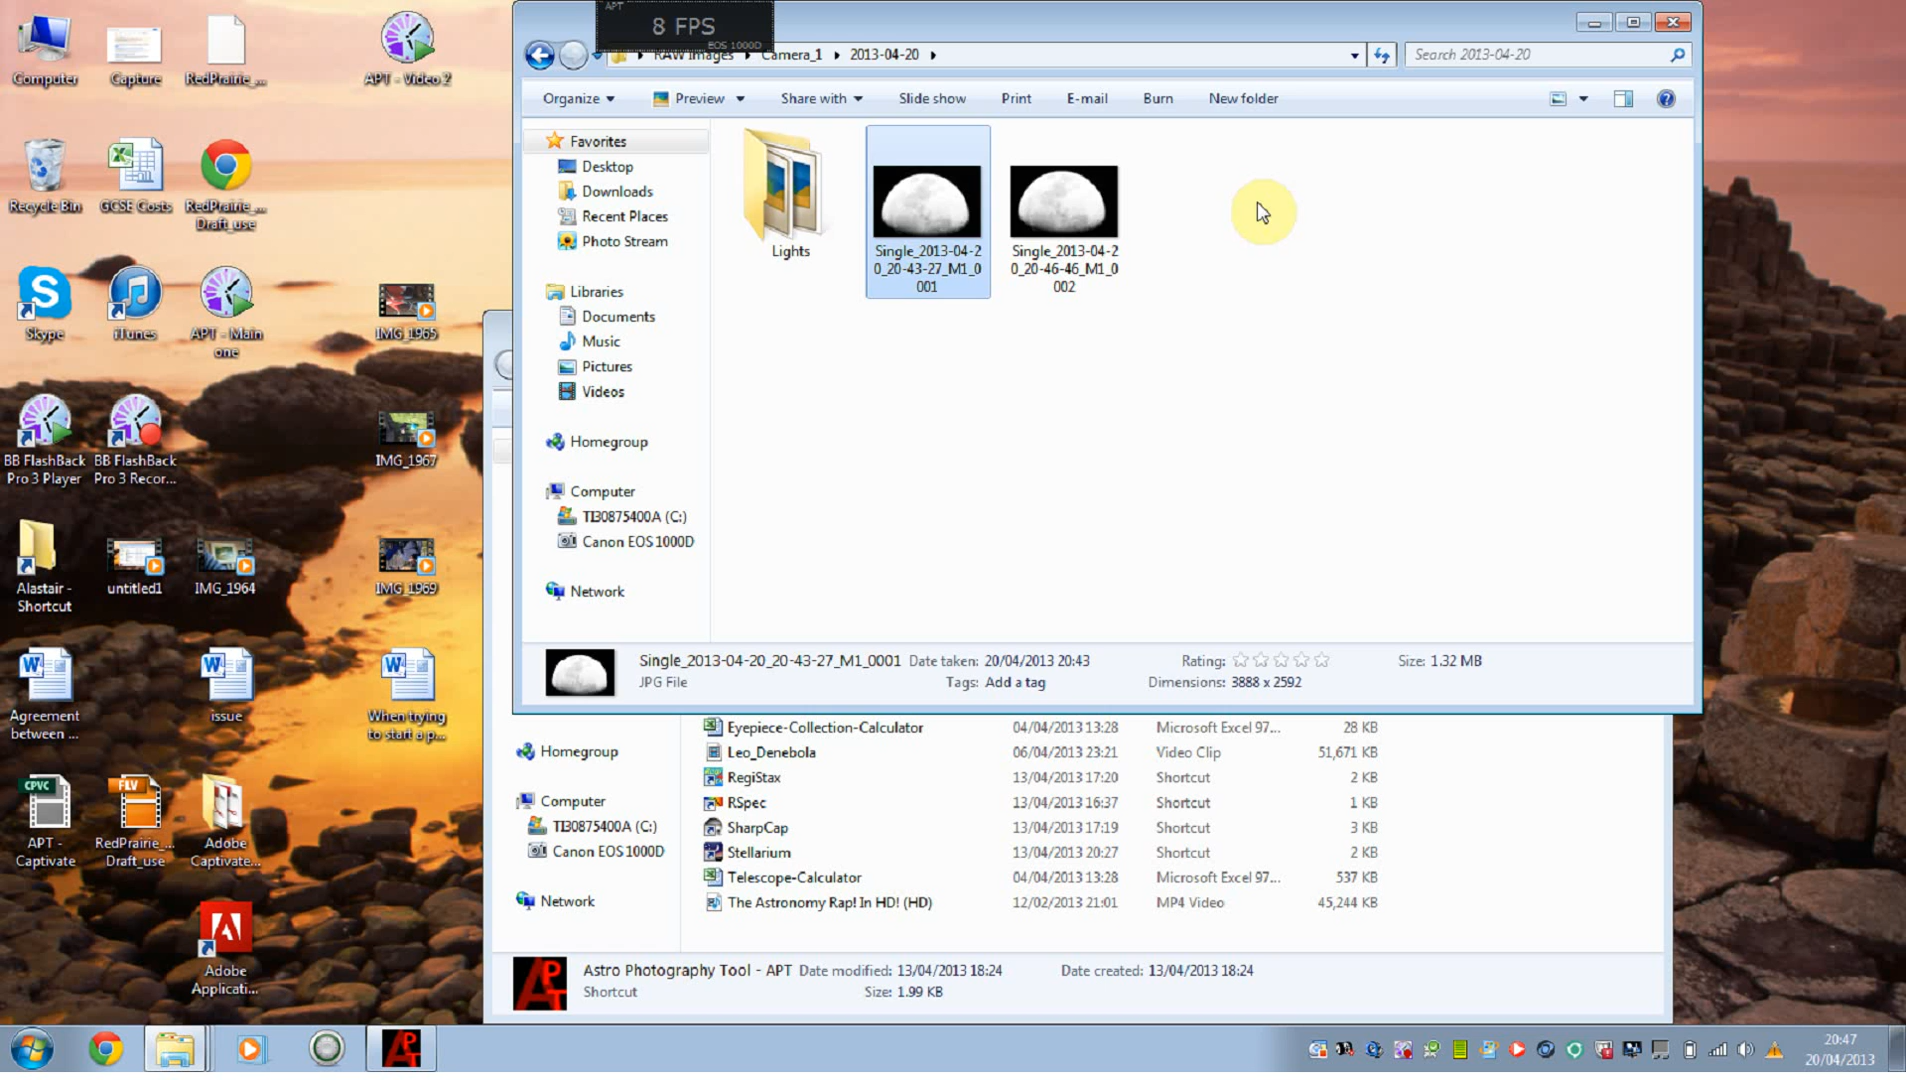 APT
8 FPS
EOS 1000D
RAW Images
Camera_1
2013-04-20
Search 2013-04-20
Organize
Preview
Share with
Slide show
Print
E-mail
Burn
New folder
Favorites
Desktop
Downloads
Recent Places
Photo Stream
Libraries
Documents
Music
Pictures
Videos
Homegroup
Computer
TI30875400A (C:)
Canon EOS 1000D
Network
Lights
Single_2013-04-2
0_20-43-27_M1_0
001
Single_2013-04-2
0_20-46-46_M1_0
002
Single_2013-04-20_20-43-27_M1_0001 Date taken: 20/04/2013 20:43 Rating: Size: 1.32 MB
JPG File Tags: Add a tag Dimensions: 3888 x 2592
Homegroup
Computer
TI30875400A (C:)
Canon EOS 1000D
Network
Eyepiece-Collection-Calculator 04/04/2013 13:28 Microsoft Excel 97... 28 KB
Leo_Denebola 06/04/2013 23:21 Video Clip 51,671 KB
RegiStax 13/04/2013 17:20 Shortcut 2 KB
RSpec 13/04/2013 16:37 Shortcut 1 KB
SharpCap 13/04/2013 17:19 Shortcut 3 KB
Stellarium 13/04/2013 20:27 Shortcut 2 KB
Telescope-Calculator 04/04/2013 13:28 Microsoft Excel 97... 537 KB
The Astronomy Rap! In HD! (HD) 12/02/2013 21:01 MP4 Video 45,244 KB
Astro Photography Tool - APT Date modified: 13/04/2013 18:24 Date created: 13/04/2013 18:24
Shortcut Size: 1.99 KB
Computer
Capture
RedPrairie_...
APT - Video 2
Recycle Bin
GCSE Costs
RedPrairie_...
Draft_use
Skype
iTunes
APT - Main
one
IMG_1965
BB FlashBack
Pro 3 Player
BB FlashBack
Pro 3 Recor...
IMG_1967
Alastair -
Shortcut
untitled1
IMG_1964
IMG_1969
Agreement
between ...
issue
When trying
to start a p...
CPVC
APT -
Captivate
FLV
RedPrairie_...
Draft_use
Adobe
Captivate...
Adobe
Applicati...
20:47
20/04/2013